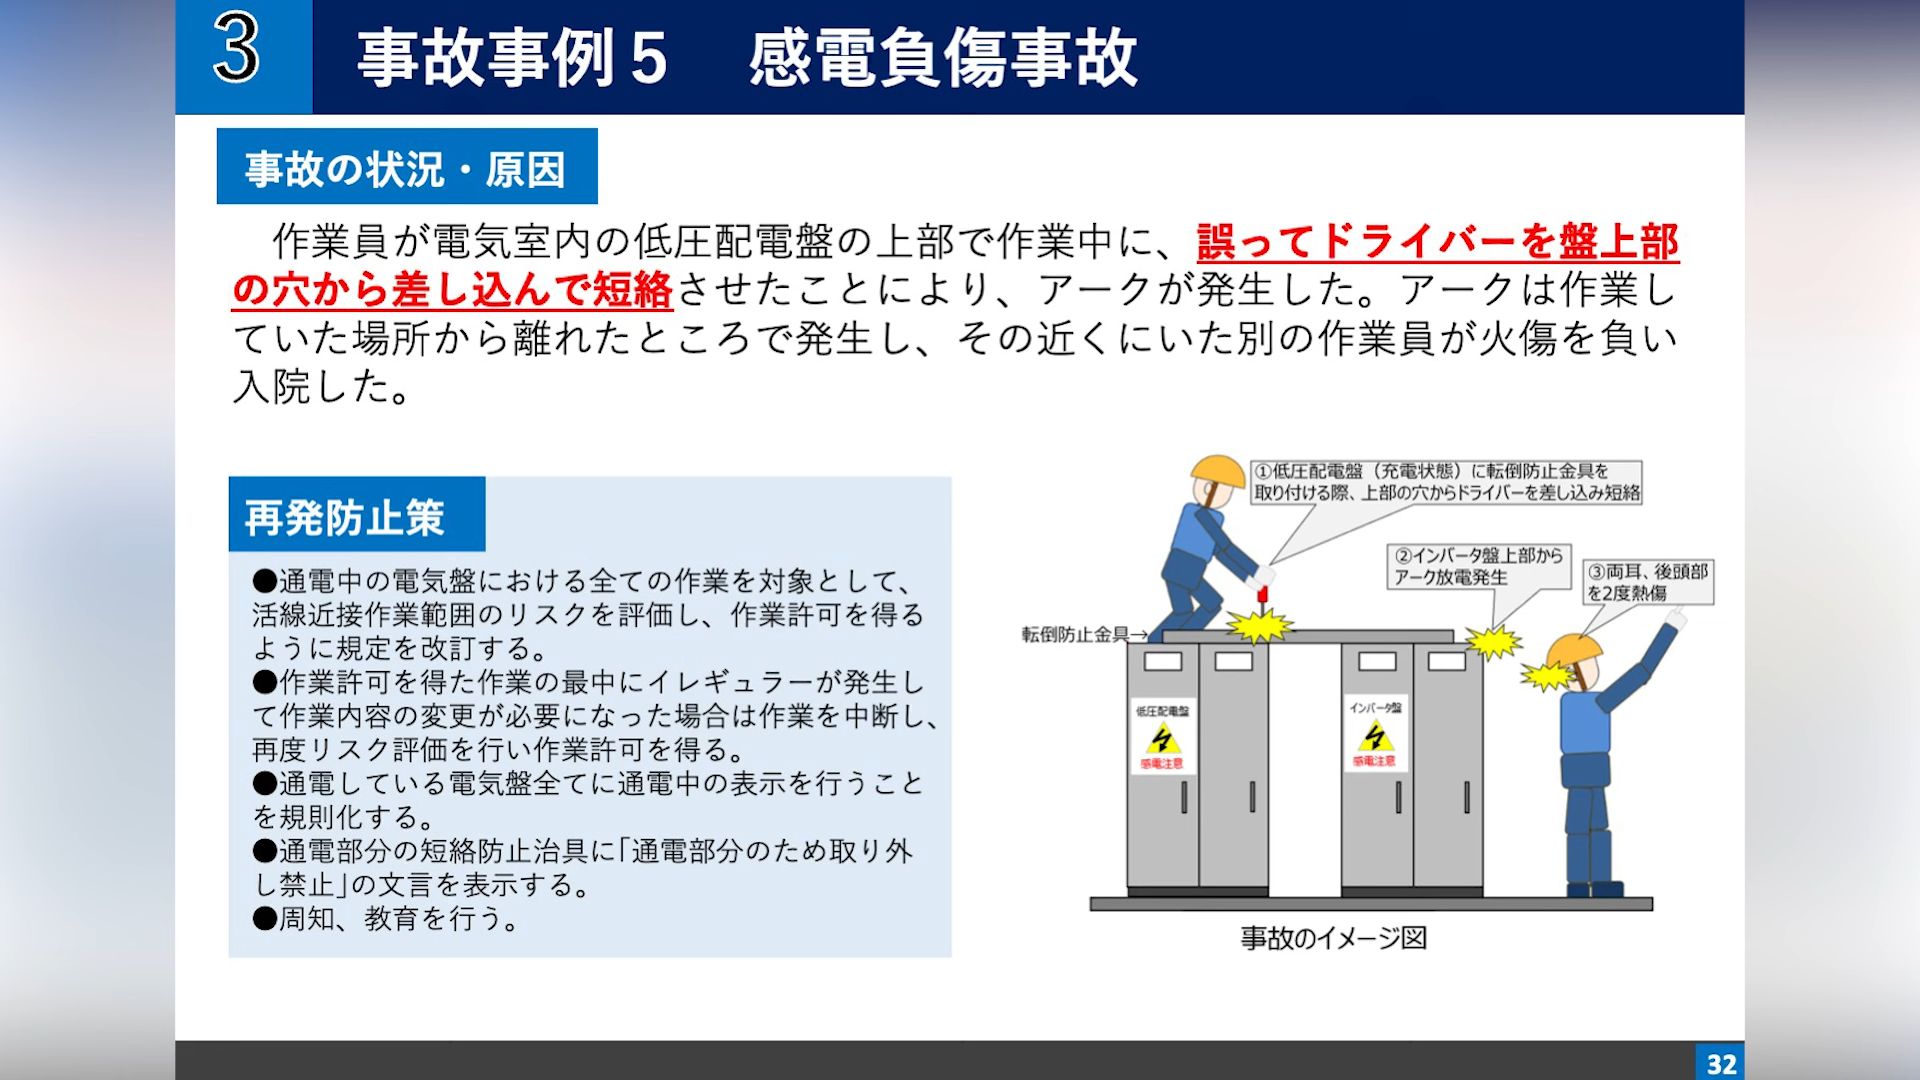 3
事故事例５　感電負傷事故
事故の状況・原因
作業員が電気室内の低圧配電盤の上部で作業中に、誤ってドライバーを盤上部
の穴から差し込んで短絡させたことにより、アークが発生した。アークは作業し
ていた場所から離れたところで発生し、その近くにいた別の作業員が火傷を負い
入院した。
再発防止策
●通電中の電気盤における全ての作業を対象として、
活線近接作業範囲のリスクを評価し、作業許可を得る
ように規定を改訂する。
●作業許可を得た作業の最中にイレギュラーが発生し
て作業内容の変更が必要になった場合は作業を中断し、
再度リスク評価を行い作業許可を得る。
●通電している電気盤全てに通電中の表示を行うこと
を規則化する。
●通電部分の短絡防止治具に「通電部分のため取り外
し禁止」の文言を表示する。
●周知、教育を行う。
①低圧配電盤（充電状態）に転倒防止金具を
取り付ける際、上部の穴からドライバーを差し込み短絡
②インバータ盤上部から
アーク放電発生
③両耳、後頭部
を2度熱傷
転倒防止金具→
低圧配電盤
感電注意
インバータ盤
感電注意
事故のイメージ図
32